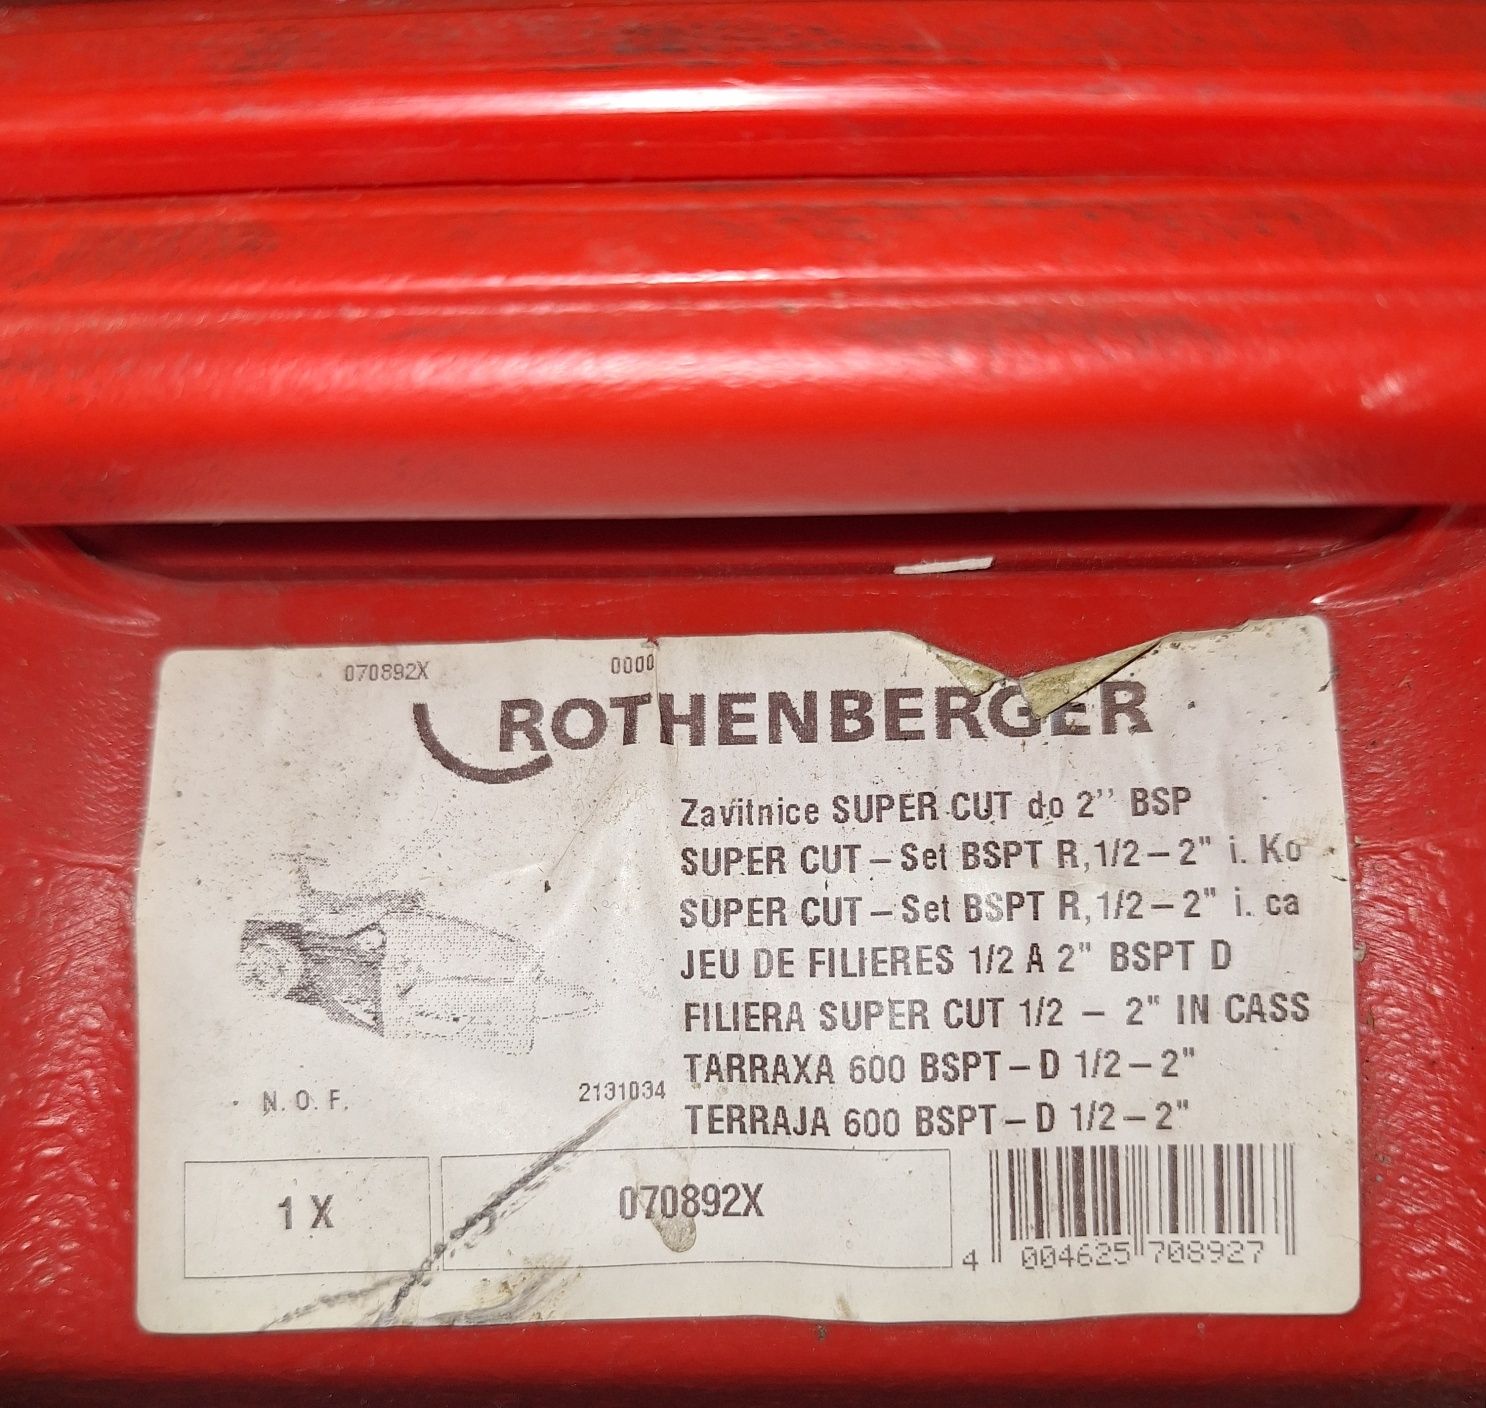 070892X 0000
ROTHENBERGER
Zavitnice SUPER CUT do 2'' BSP
SUPER CUT – Set BSPT R,1/2 – 2" i. Ko
SUPER CUT – Set BSPT R,1/2 – 2" i. ca
JEU DE FILIERES 1/2 A 2" BSPT D
FILIERA SUPER CUT 1/2 – 2" IN CASS
TARRAXA 600 BSPT – D 1/2 – 2"
N. O. F. 2131034
TERRAJA 600 BSPT – D 1/2 – 2"
1 X 070892X
4 004625 708927